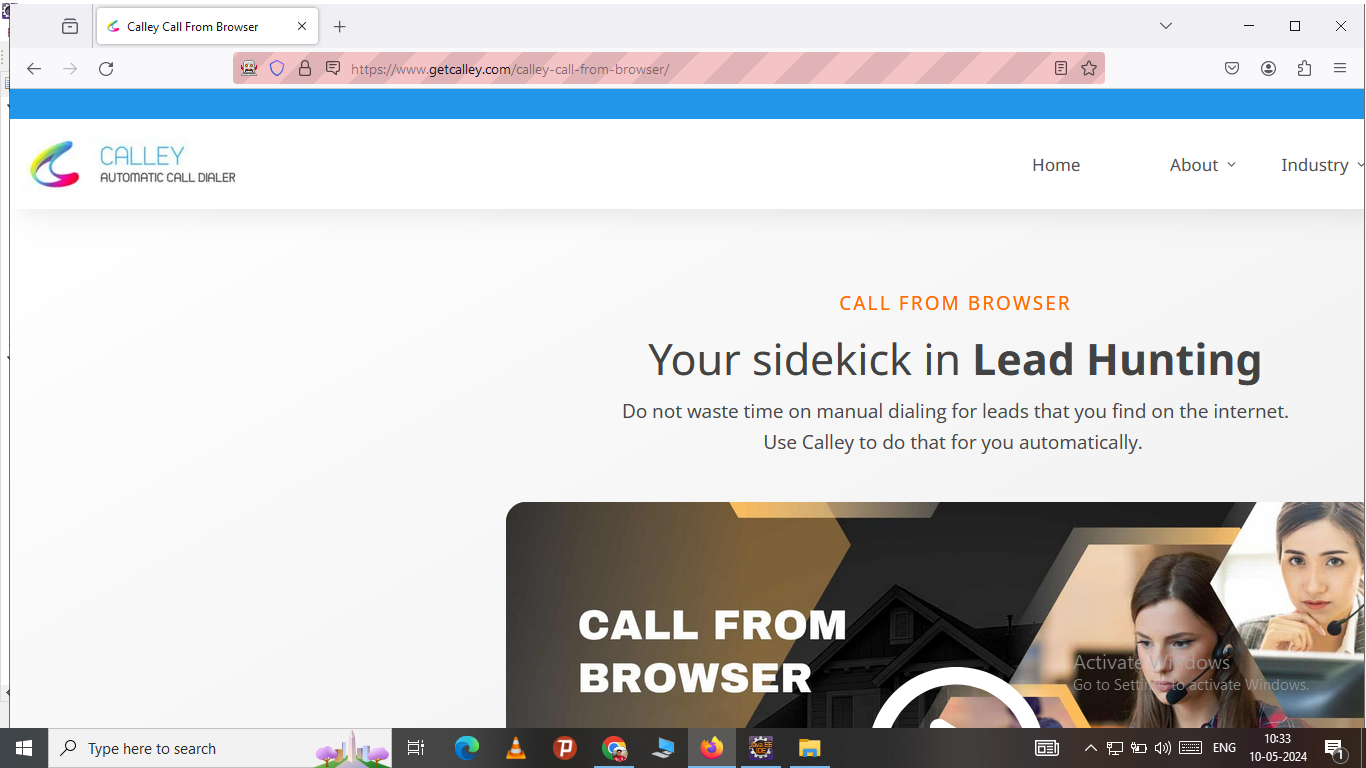 Calley Call From Browser
https://www.getcalley.com/calley-call-from-browser/
CALLEY
AUTOMATIC CALL DIALER
Home
About
Industry
CALL FROM BROWSER
Your sidekick in Lead Hunting
Do not waste time on manual dialing for leads that you find on the internet.
Use Calley to do that for you automatically.
CALL FROM
BROWSER
Activate Windows
Go to Settings to activate Windows.
Type here to search
Java EE
IDE
ENG
10:33
10-05-2024
1